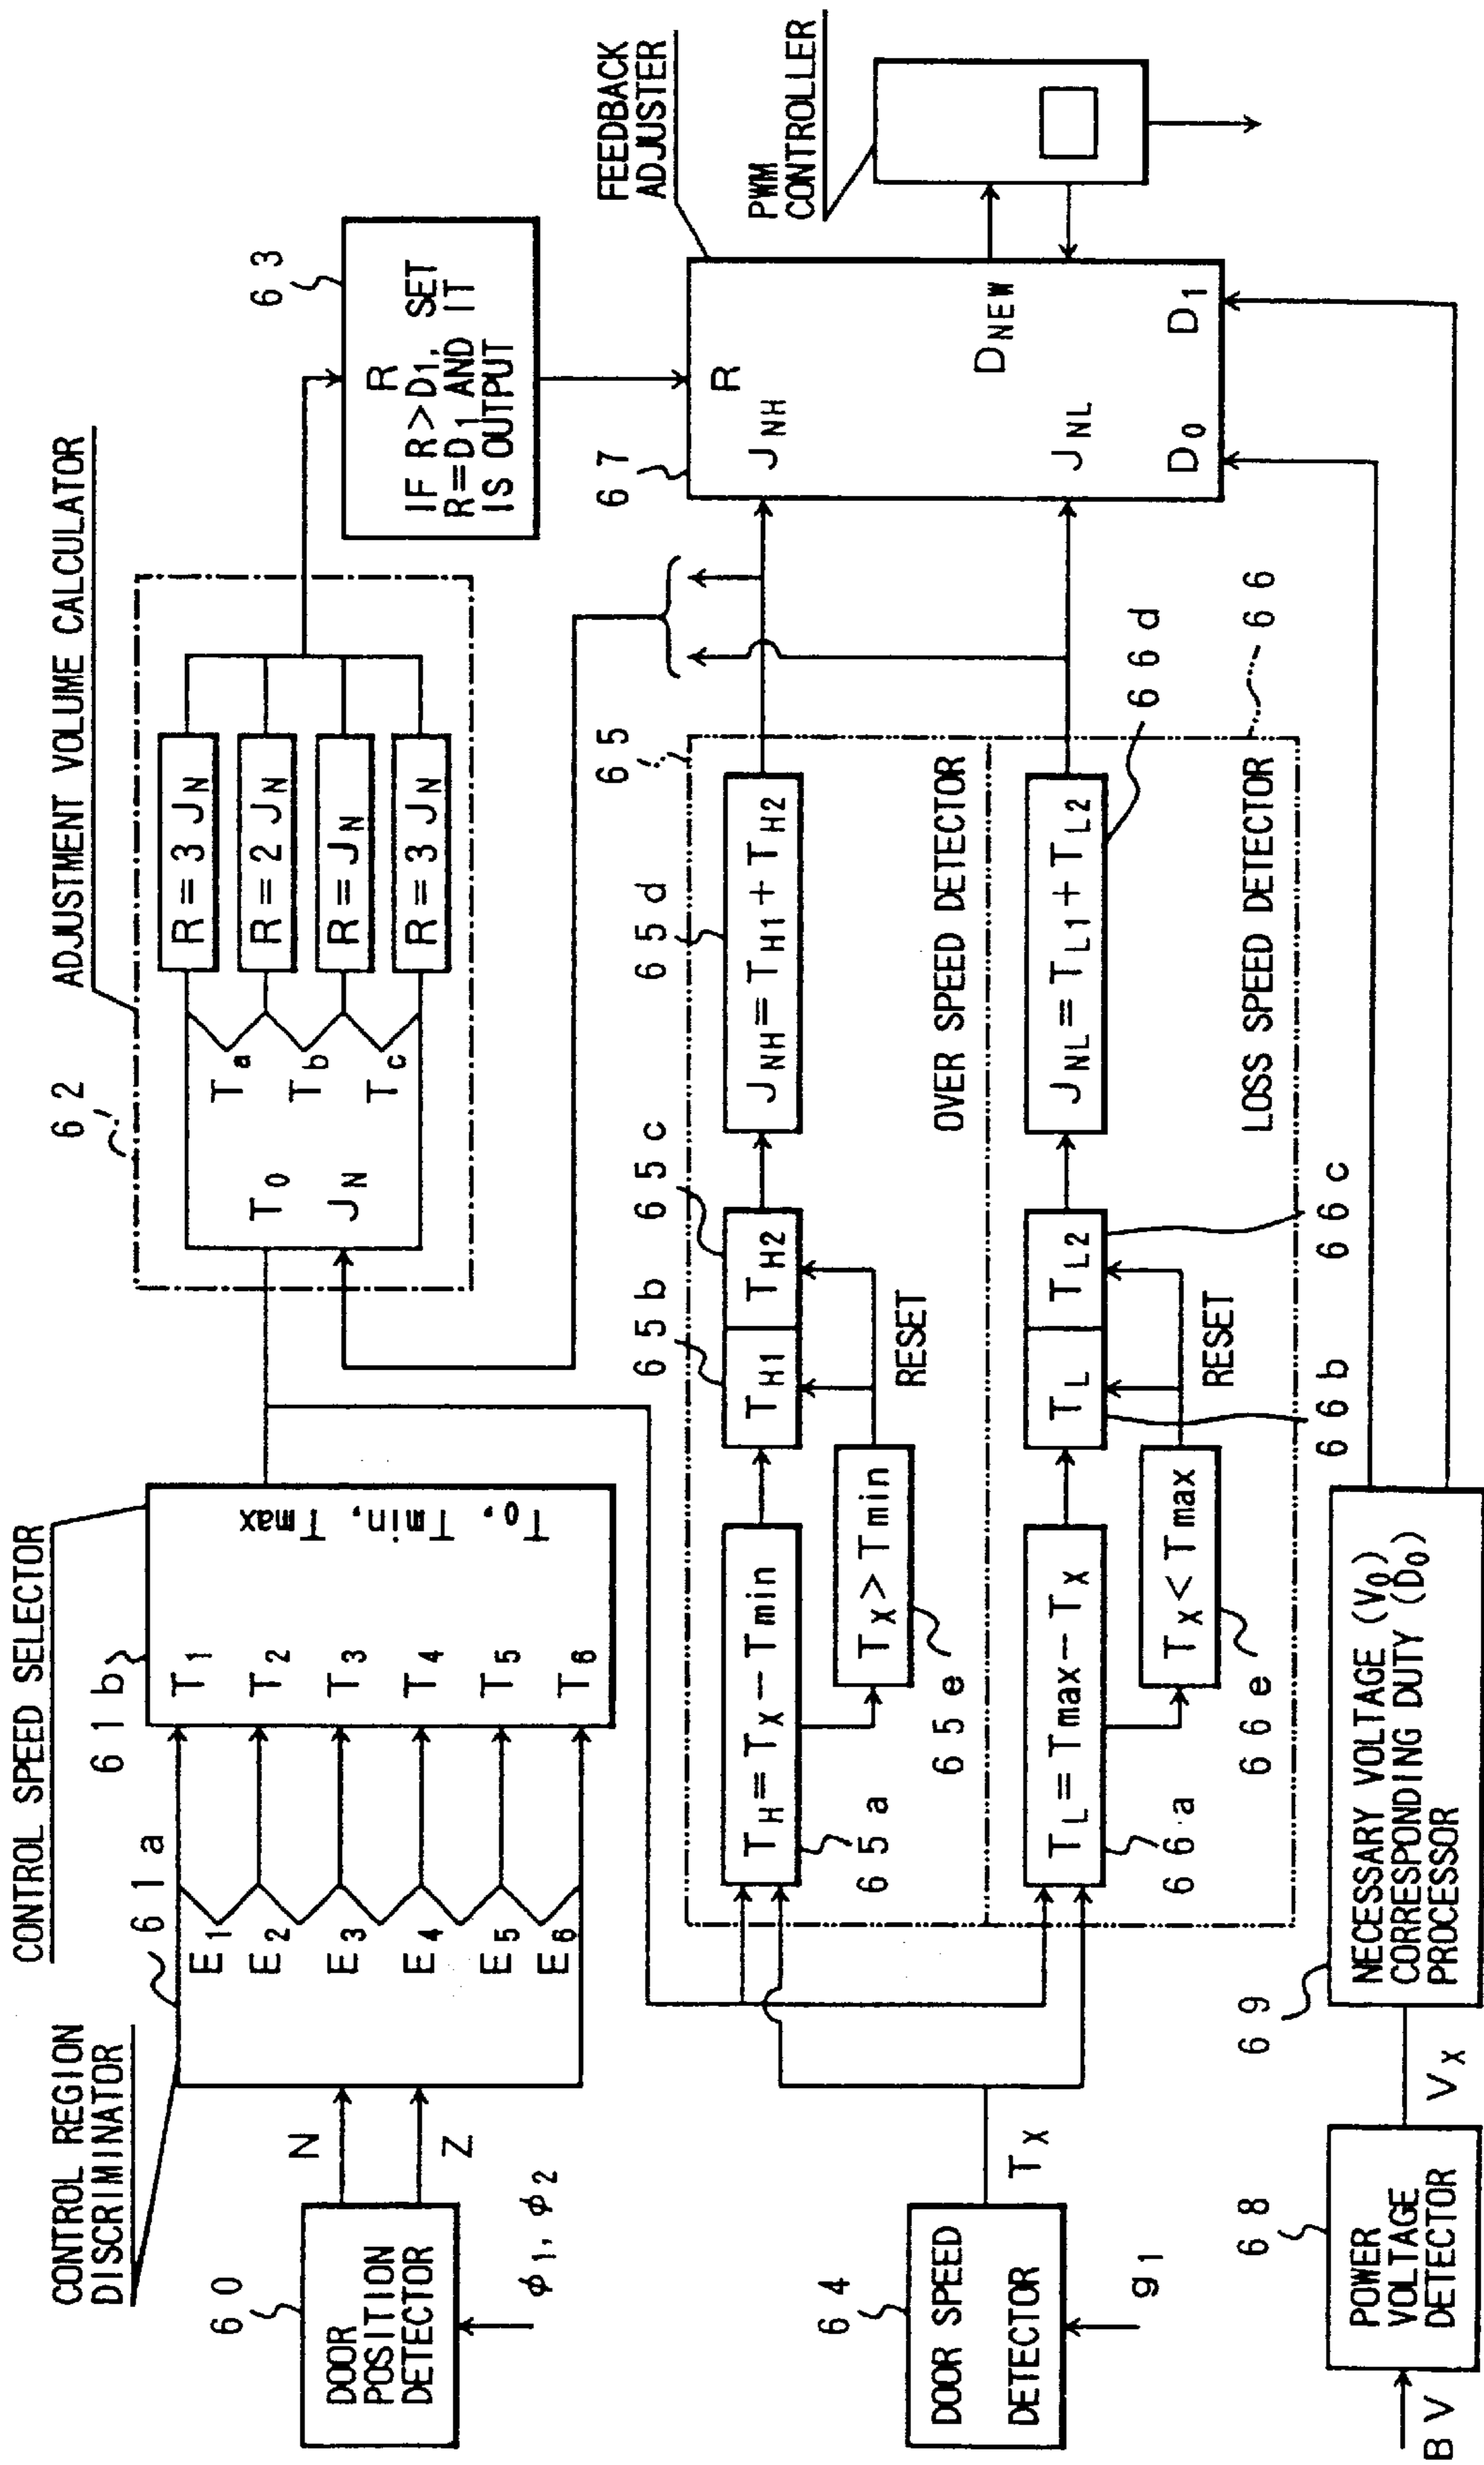 CONTROL REGION
DISCRIMINATOR
CONTROL SPEED SELECTOR
ADJUSTMENT VOLUME CALCULATOR
60
DOOR
POSITION
DETECTOR
φ1, φ2
N
Z
61a
E1
E2
E3
E4
E5
E6
61b
T1
T2
T3
T4
T5
T6
T0, Tmin, Tmax
62
T0
JN
Ta
Tb
Tc
R=3JN
R=2JN
R=JN
R=3JN
63
R
IF R>D1, SET
R=D1 AND IT
IS OUTPUT
64
DOOR SPEED
DETECTOR
g1
TX
65
65a
TH=TX-Tmin
65b
TH1
65c
TH2
65d
JNH=TH1+TH2
65e
TX>Tmin
RESET
OVER SPEED DETECTOR
66
66a
TL=Tmax-TX
66b
TL
66c
TL2
66d
JNL=TL1+TL2
66e
TX<Tmax
RESET
LOSS SPEED DETECTOR
67
FEEDBACK
ADJUSTER
R
JNH
JNL
DNEW
D0
D1
PWM
CONTROLLER
68
POWER
VOLTAGE
DETECTOR
BV
VX
69
NECESSARY VOLTAGE (V0)
CORRESPONDING DUTY (D0)
PROCESSOR